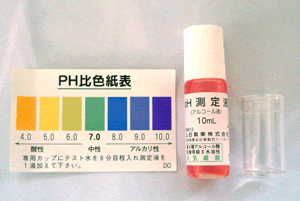 PH比色紙表
4.0 5.0 6.0 7.0 8.0 9.0 10.0
酸性 中性 アルカリ性
専用カップにテスト水を8分目程入れ測定液を
1滴加えて下さい。
DO
pH 測定液
(アルコール液)
10mL